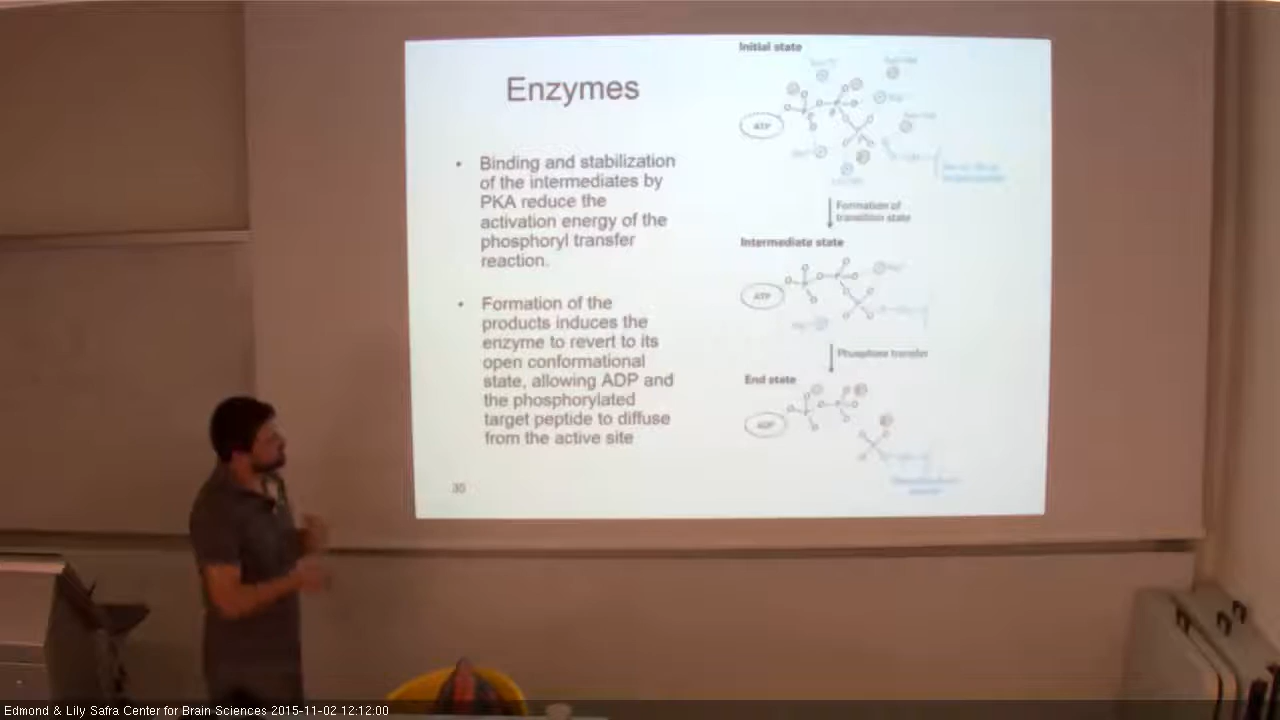 Enzymes
• Binding and stabilization
of the intermediates by
PKA reduce the
activation energy of the
phosphoryl transfer
reaction.
• Formation of the
products induces the
enzyme to revert to its
open conformational
state, allowing ADP and
the phosphorylated
target peptide to diffuse
from the active site
30
Initial state
ATP
Formation of
transition state
Intermediate state
ATP
Phosphate transfer
End state
ADP
Edmond & Lily Safra Center for Brain Sciences 2015-11-02 12:12:00